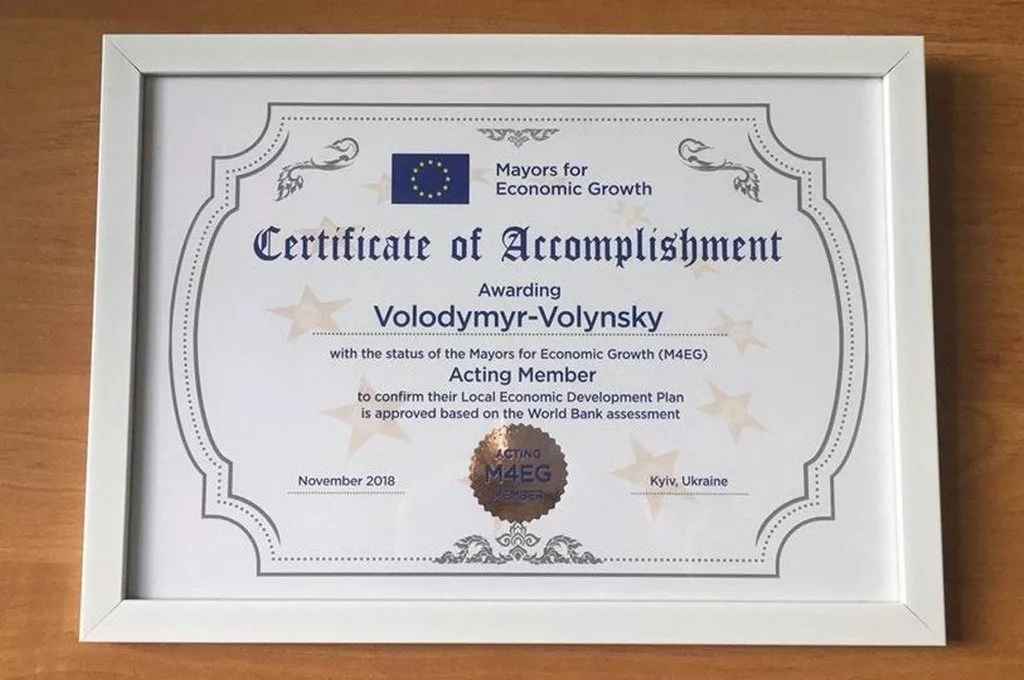 Mayors for
Economic Growth
Certificate of Accomplishment
Awarding
Volodymyr-Volynsky
with the status of the Mayors for Economic Growth (M4EG)
Acting Member
to confirm their Local Economic Development Plan
is approved based on the World Bank assessment
ACTING
M4EG
MEMBER
November 2018
Kyiv, Ukraine